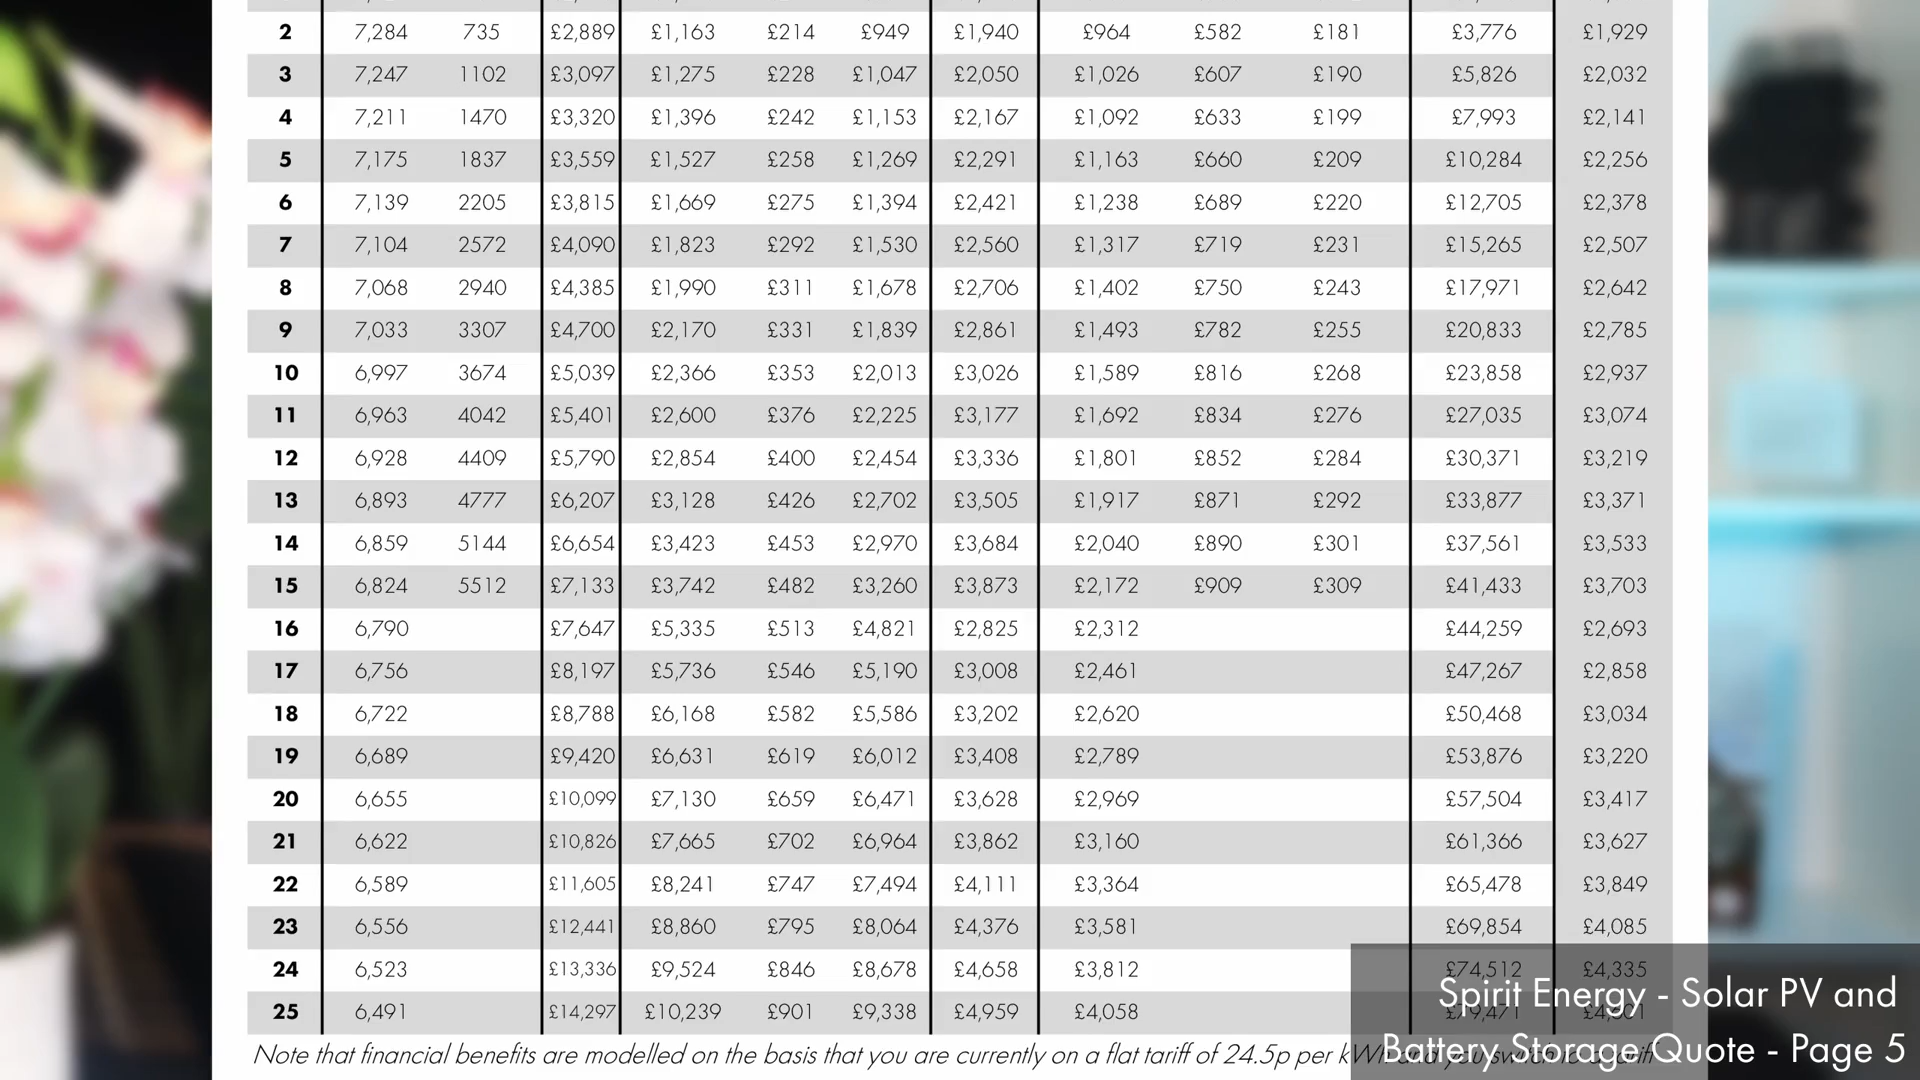 2 7,284 735 £2,889 £1,163 £214 £949 £1,940 £964 £582 £181 £3,776 £1,929
3 7,247 1102 £3,097 £1,275 £228 £1,047 £2,050 £1,026 £607 £190 £5,826 £2,032
4 7,211 1470 £3,320 £1,396 £242 £1,153 £2,167 £1,092 £633 £199 £7,993 £2,141
5 7,175 1837 £3,559 £1,527 £258 £1,269 £2,291 £1,163 £660 £209 £10,284 £2,256
6 7,139 2205 £3,815 £1,669 £275 £1,394 £2,421 £1,238 £689 £220 £12,705 £2,378
7 7,104 2572 £4,090 £1,823 £292 £1,530 £2,560 £1,317 £719 £231 £15,265 £2,507
8 7,068 2940 £4,385 £1,990 £311 £1,678 £2,706 £1,402 £750 £243 £17,971 £2,642
9 7,033 3307 £4,700 £2,170 £331 £1,839 £2,861 £1,493 £782 £255 £20,833 £2,785
10 6,997 3674 £5,039 £2,366 £353 £2,013 £3,026 £1,589 £816 £268 £23,858 £2,937
11 6,963 4042 £5,401 £2,600 £376 £2,225 £3,177 £1,692 £834 £276 £27,035 £3,074
12 6,928 4409 £5,790 £2,854 £400 £2,454 £3,336 £1,801 £852 £284 £30,371 £3,219
13 6,893 4777 £6,207 £3,128 £426 £2,702 £3,505 £1,917 £871 £292 £33,877 £3,371
14 6,859 5144 £6,654 £3,423 £453 £2,970 £3,684 £2,040 £890 £301 £37,561 £3,533
15 6,824 5512 £7,133 £3,742 £482 £3,260 £3,873 £2,172 £909 £309 £41,433 £3,703
16 6,790 £7,647 £5,335 £513 £4,821 £2,825 £2,312 £44,259 £2,693
17 6,756 £8,197 £5,736 £546 £5,190 £3,008 £2,461 £47,267 £2,858
18 6,722 £8,788 £6,168 £582 £5,586 £3,202 £2,620 £50,468 £3,034
19 6,689 £9,420 £6,631 £619 £6,012 £3,408 £2,789 £53,876 £3,220
20 6,655 £10,099 £7,130 £659 £6,471 £3,628 £2,969 £57,504 £3,417
21 6,622 £10,826 £7,665 £702 £6,964 £3,862 £3,160 £61,366 £3,627
22 6,589 £11,605 £8,241 £747 £7,494 £4,111 £3,364 £65,478 £3,849
23 6,556 £12,441 £8,860 £795 £8,064 £4,376 £3,581 £69,854 £4,085
24 6,523 £13,336 £9,524 £846 £8,678 £4,658 £3,812 £74,512 £4,335
25 6,491 £14,297 £10,239 £901 £9,338 £4,959 £4,058 £79,471
Note that financial benefits are modelled on the basis that you are currently on a flat tariff of 24.5p per kWh
Spirit Energy - Solar PV and
Battery Storage Quote - Page 5